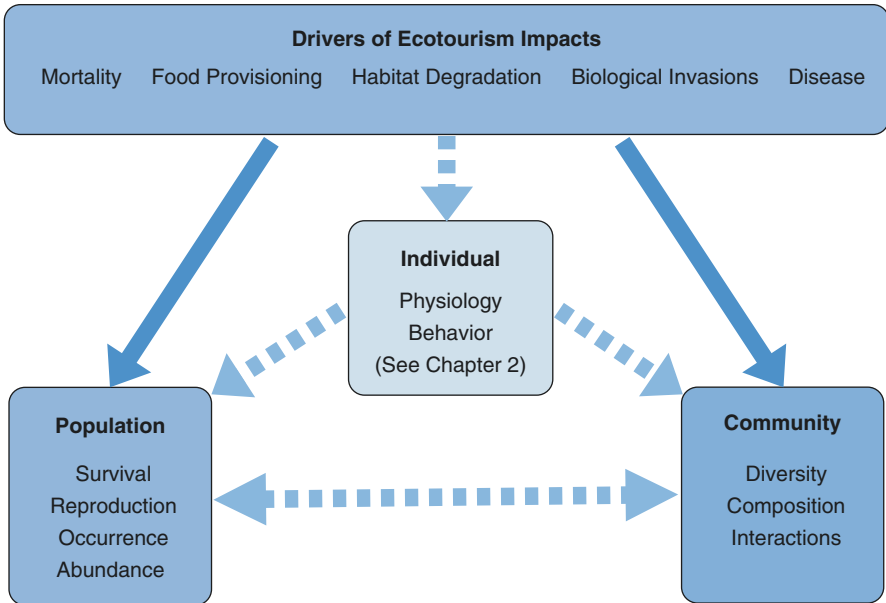 Drivers of Ecotourism Impacts
Mortality Food Provisioning Habitat Degradation Biological Invasions Disease
Individual
Physiology
Behavior
(See Chapter 2)
Population
Survival
Reproduction
Occurrence
Abundance
Community
Diversity
Composition
Interactions